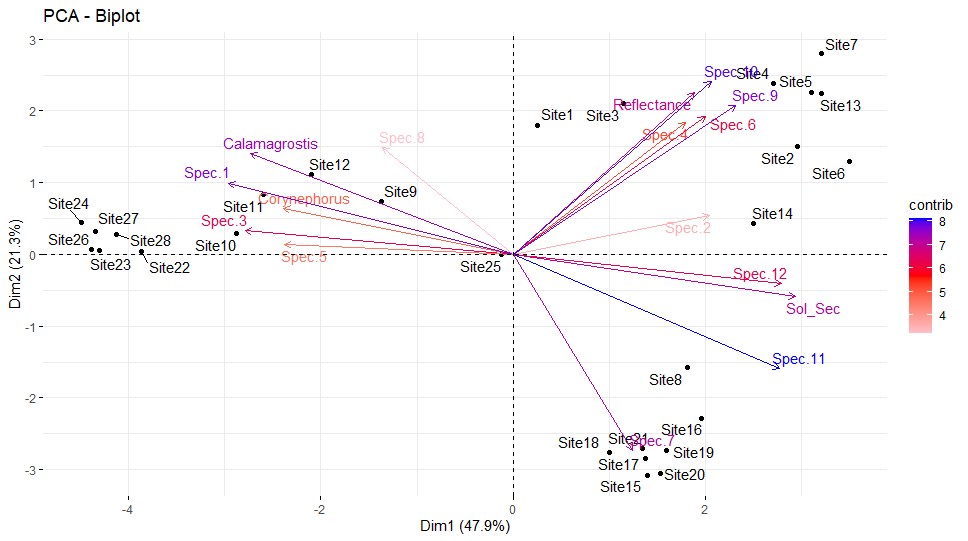 PCA - Biplot
3
2
1
0
-1
-2
-3
Dim2 (21.3%)
-4
-2
0
2
Dim1 (47.9%)
Site7
Spec.10
Site4
Site5
Spec.9
Site13
Reflectance
Site1
Site3
Spec.4
Spec.6
Spec.8
Calamagrostis
Site12
Site2
Site6
Spec.1
Site9
Corynephorus
Site11
Site24
Site27
Spec.3
Site14
Spec.2
Site26
Site28
Site10
Spec.5
Site23
Site22
Site25
Spec.12
Sol_Sec
Spec.11
Site8
Site16
Site18
Site21
Spec.7
Site19
Site17
Site20
Site15
contrib
8
7
6
5
4